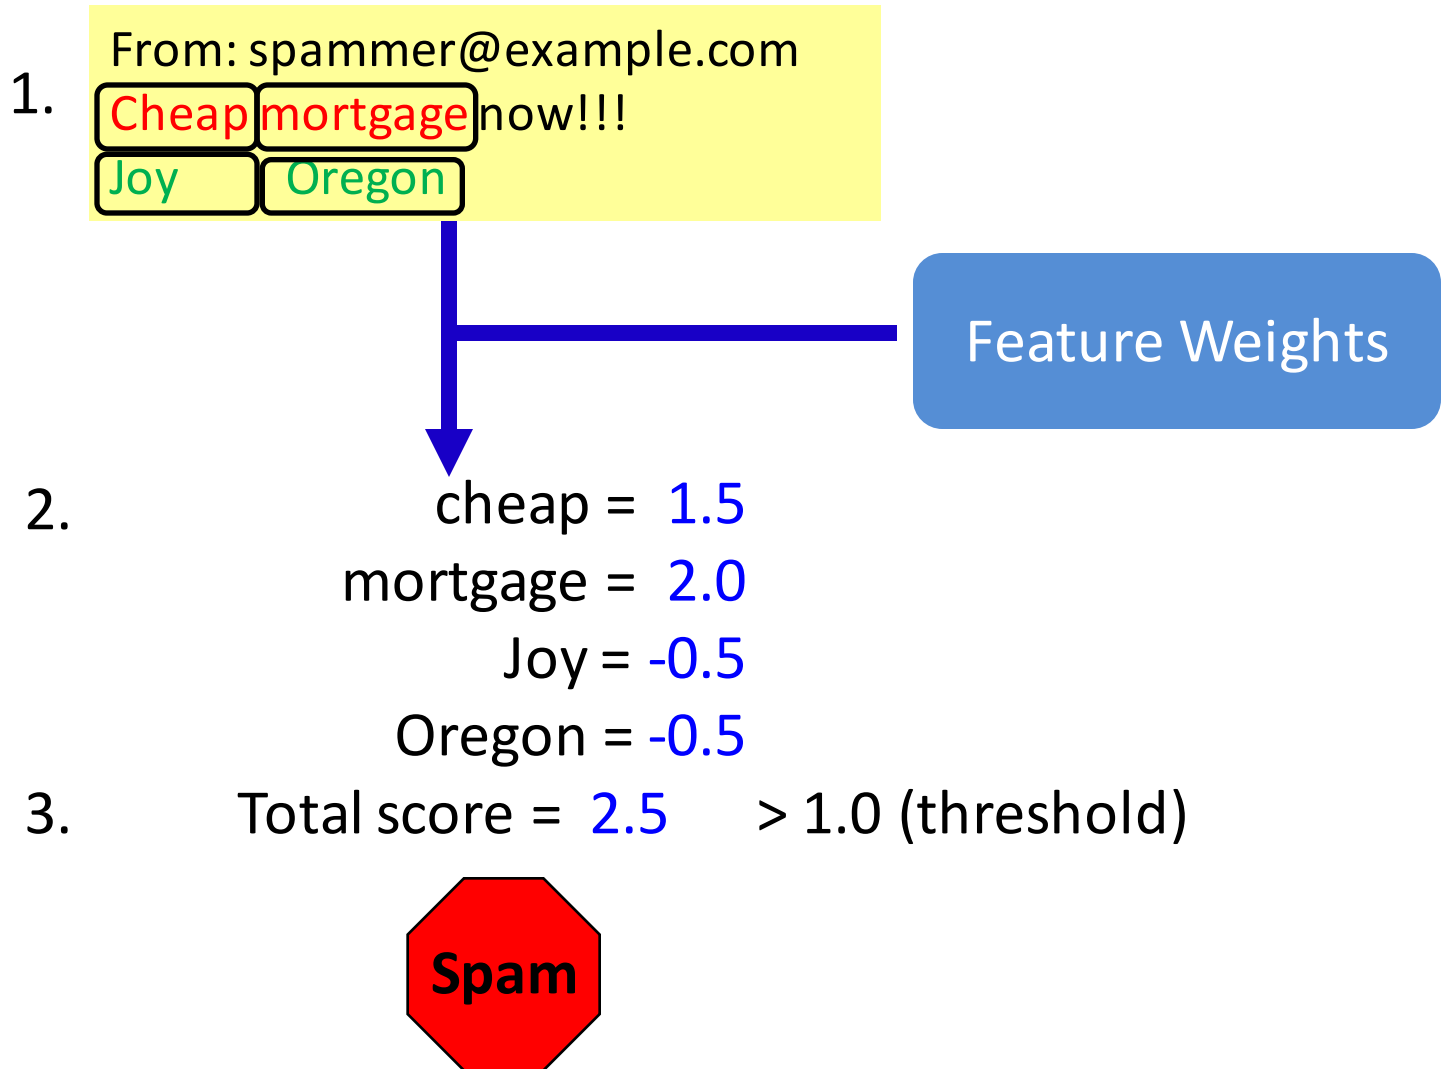 1.
From: spammer@example.com
Cheap mortgage now!!!
Joy Oregon
Feature Weights
2.
cheap = 1.5
mortgage = 2.0
Joy = -0.5
Oregon = -0.5
3. Total score = 2.5 > 1.0 (threshold)
Spam